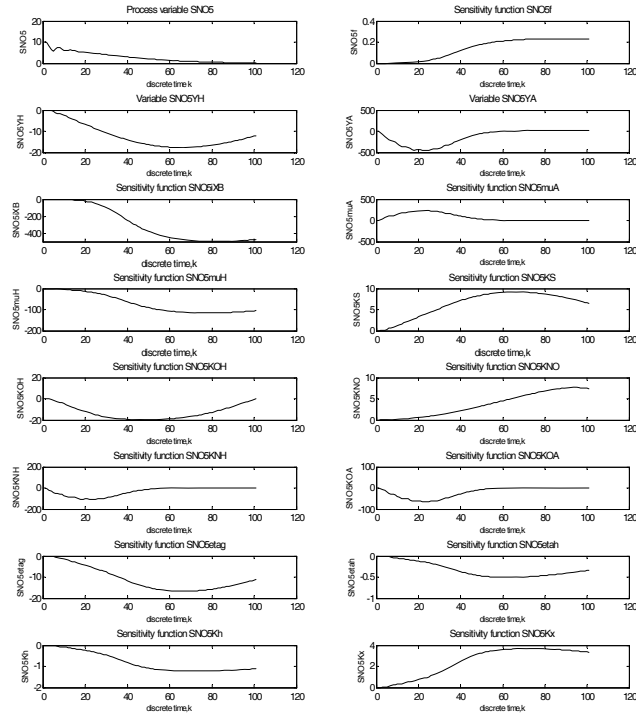 Process variable SNO5
20
10
0
SNO5
0 20 40 60 80 100 120
discrete time,k
Sensitivity function SNO5f
0.4
0.2
0
SNO5f
0 20 40 60 80 100 120
discrete time,k
Variable SNO5YH
0
-10
-20
SNO5YH
0 20 40 60 80 100 120
Variable SNO5YA
500
0
-500
SNO5YA
0 20 40 60 80 100 120
Sensitivity function SNO5iXB
0
-200
-400
SNO5iXB
0 20 40 60 80 100 120
discrete time,k
Sensitivity function SNO5muA
500
0
-500
SNO5muA
0 20 40 60 80 100 120
discrete time,k
Sensitivity function SNO5muH
0
-100
-200
SNO5muH
0 20 40 60 80 100 120
discrete time,k
Sensitivity function SNO5KS
10
5
0
SNO5KS
0 20 40 60 80 100 120
discrete time,k
Sensitivity function SNO5KOH
20
0
-20
SNO5KOH
0 20 40 60 80 100 120
discrete time,k
Sensitivity function SNO5KNO
10
5
0
SNO5KNO
0 20 40 60 80 100 120
discrete time,k
Sensitivity function SNO5KNH
200
0
-200
SNO5KNH
0 20 40 60 80 100 120
discrete time,k
Sensitivity function SNO5KOA
100
0
-100
SNO5KOA
0 20 40 60 80 100 120
discrete time,k
Sensitivity function SNO5etag
0
-10
-20
SNO5etag
0 20 40 60 80 100 120
discrete time,k
Sensitivity function SNO5etah
0
-0.5
-1
SNO5etah
0 20 40 60 80 100 120
discrete time,k
Sensitivity function SNO5Kh
0
-1
-2
SNO5Kh
0 20 40 60 80 100 120
discrete time,k
Sensitivity function SNO5Kx
4
2
0
SNO5Kx
0 20 40 60 80 100 120
discrete time,k